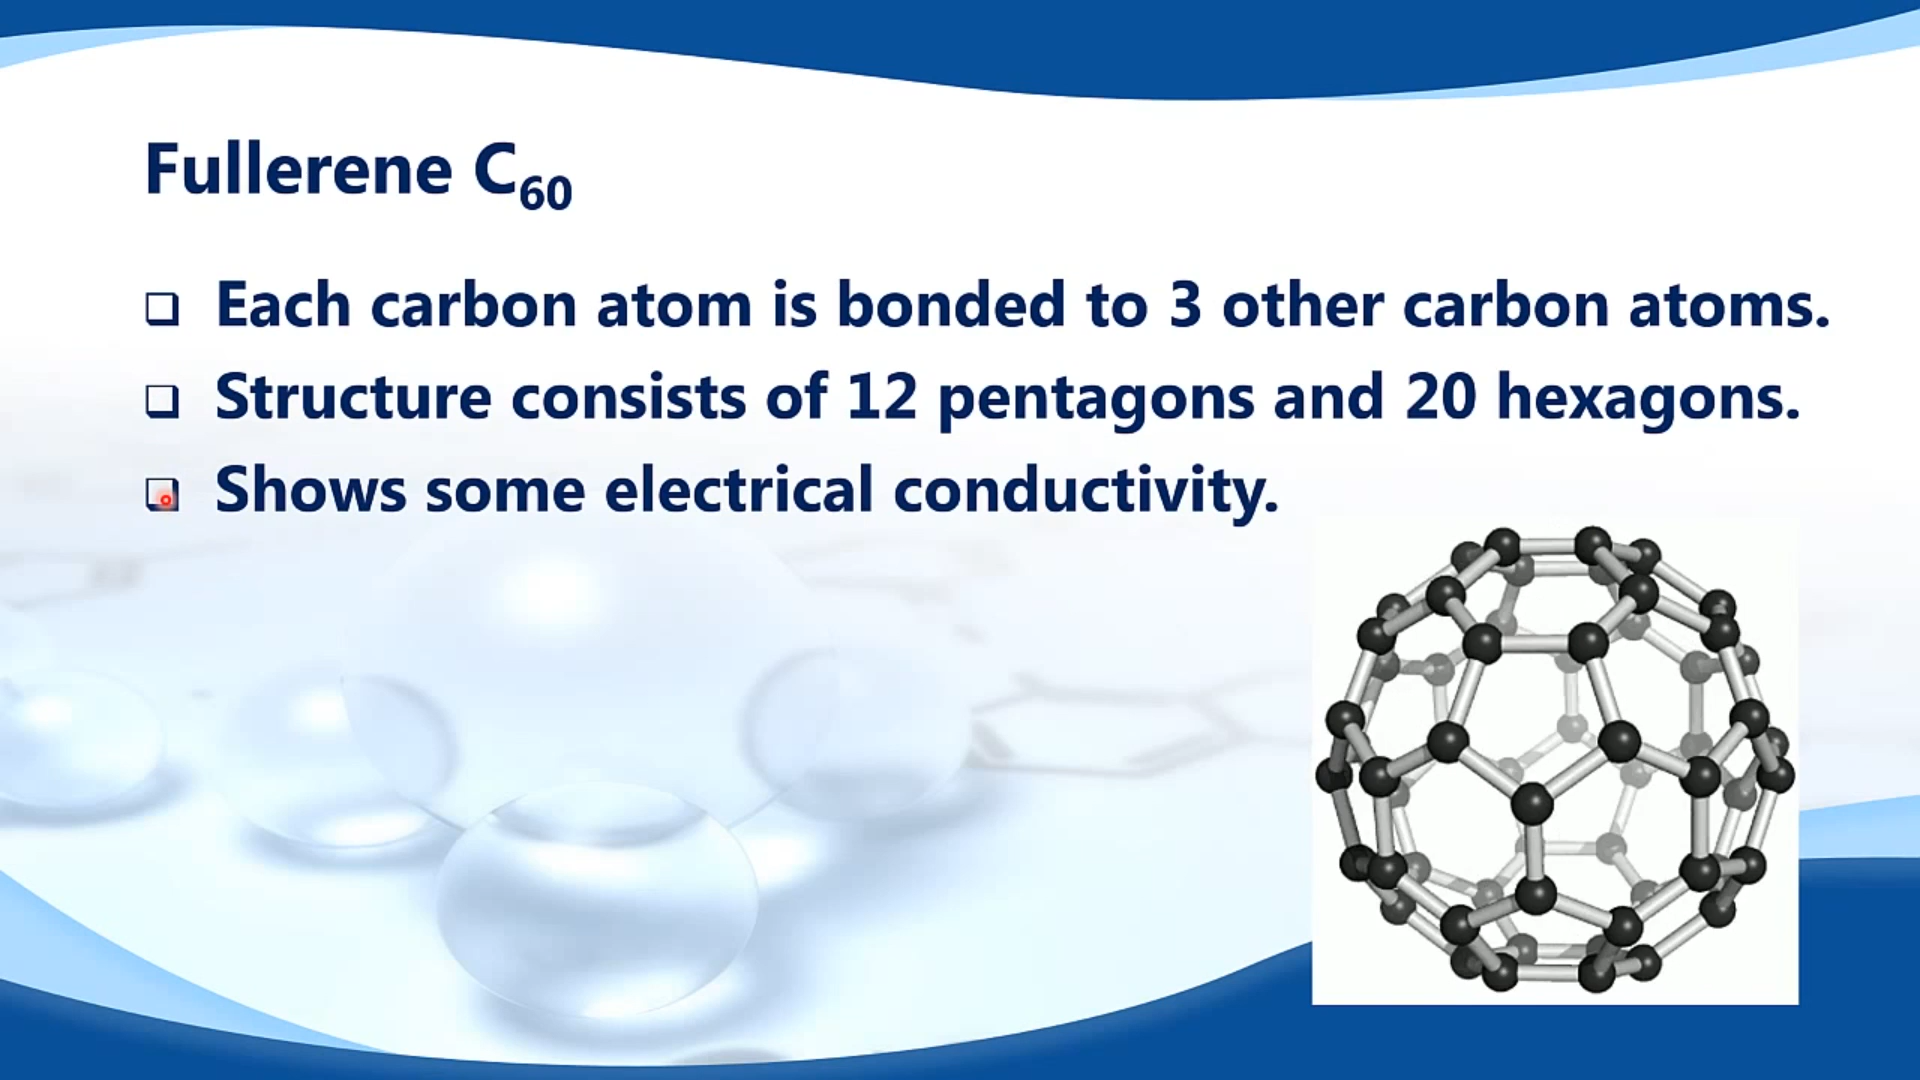 Fullerene C₆₀
Each carbon atom is bonded to 3 other carbon atoms.
Structure consists of 12 pentagons and 20 hexagons.
Shows some electrical conductivity.